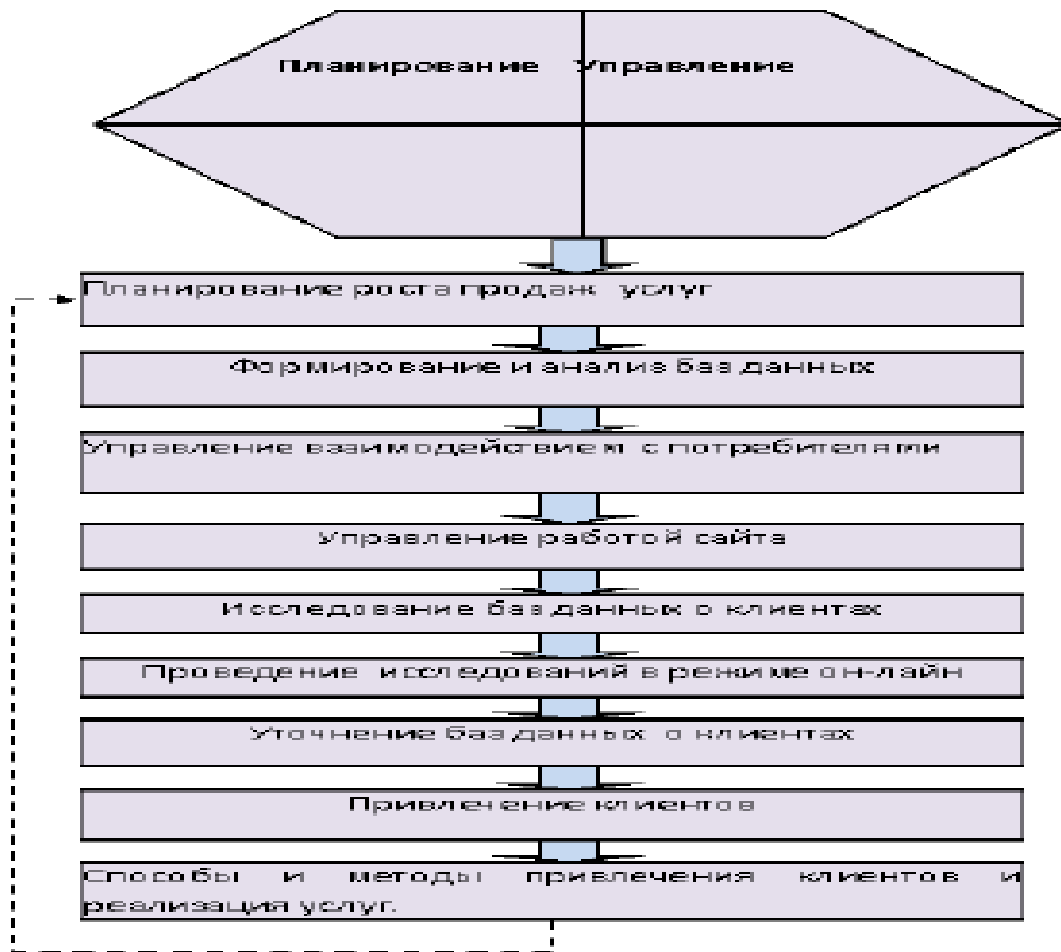 Планирование Управление
Планирование роста продаж услуг
Формирование и анализ баз данных
Управление взаимодействием с потребителями
Управление работой сайта
Исследование баз данных о клиентах
Проведение исследований в режиме он-лайн
Уточнение баз данных о клиентах
Привлечение клиентов
Способы и методы привлечения клиентов и
реализация услуг.